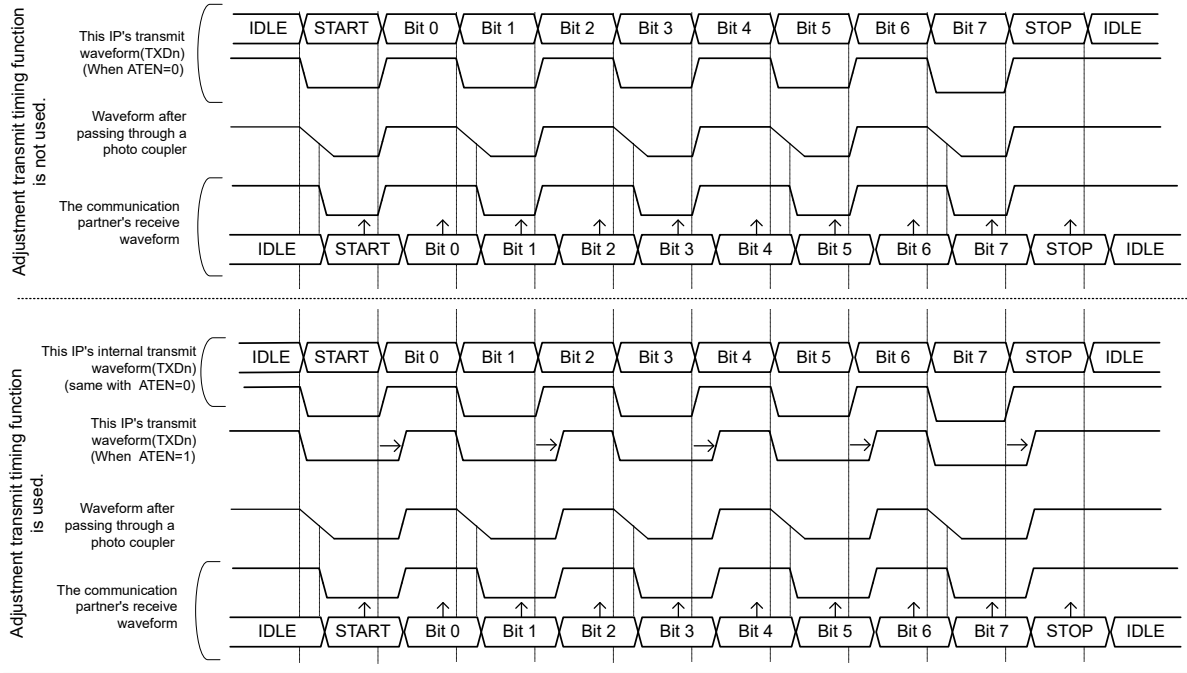 Adjustment transmit timing function
is not used.
This IP's transmit
waveform(TXDn)
(When ATEN=0)
IDLE START Bit 0 Bit 1 Bit 2 Bit 3 Bit 4 Bit 5 Bit 6 Bit 7 STOP IDLE
Waveform after
passing through a
photo coupler
The communication
partner's receive
waveform
IDLE START Bit 0 Bit 1 Bit 2 Bit 3 Bit 4 Bit 5 Bit 6 Bit 7 STOP IDLE
Adjustment transmit timing function
is used.
This IP's internal transmit
waveform(TXDn)
(same with ATEN=0)
IDLE START Bit 0 Bit 1 Bit 2 Bit 3 Bit 4 Bit 5 Bit 6 Bit 7 STOP IDLE
This IP's transmit
waveform(TXDn)
(When ATEN=1)
Waveform after
passing through a
photo coupler
The communication
partner's receive
waveform
IDLE START Bit 0 Bit 1 Bit 2 Bit 3 Bit 4 Bit 5 Bit 6 Bit 7 STOP IDLE